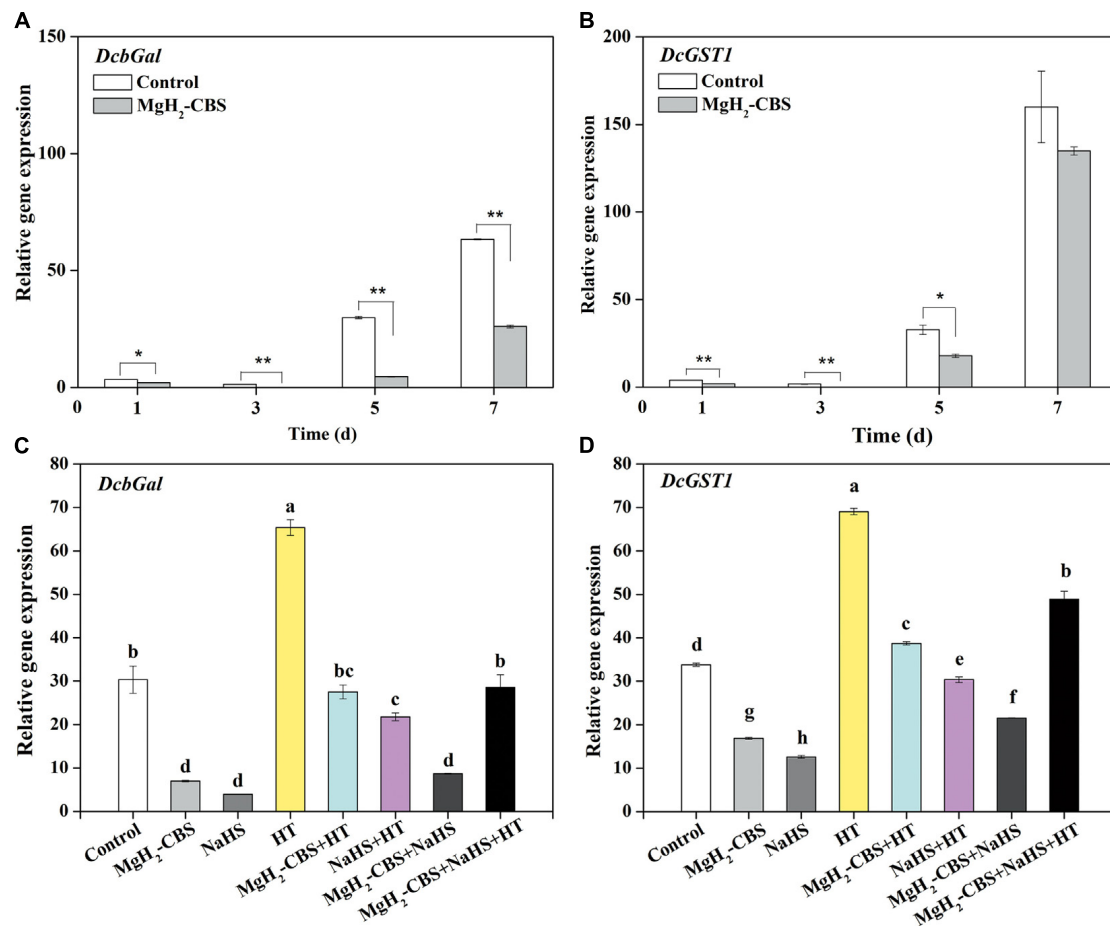 A
Relative gene expression
150
100
50
0
DcbGal
Control
MgH₂-CBS
*
**
**
**
0 1 3 5 7
Time (d)
B
Relative gene expression
200
150
100
50
0
DcGST1
Control
MgH₂-CBS
**
**
*
0 1 3 5 7
Time (d)
C
Relative gene expression
80
70
60
50
40
30
20
10
0
DcbGal
b d d a bc c d b
Control
MgH₂-CBS
NaHS
HT
MgH₂-CBS+HT
NaHS+HT
MgH₂-CBS+NaHS
MgH₂-CBS+NaHS+HT
D
Relative gene expression
80
70
60
50
40
30
20
10
0
DcGST1
d g h a c e f b
Control
MgH₂-CBS
NaHS
HT
MgH₂-CBS+HT
NaHS+HT
MgH₂-CBS+NaHS
MgH₂-CBS+NaHS+HT